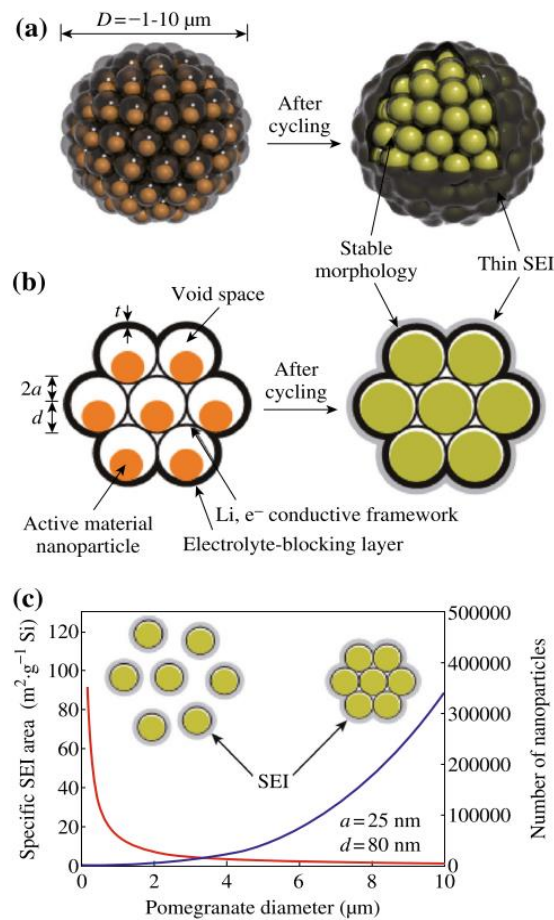 (a)
D=−1-10 μm
After
cycling
Stable
morphology
Thin SEI
(b)
t
Void space
2a
d
After
cycling
Li, e⁻ conductive framework
Active material
nanoparticle
Electrolyte-blocking layer
(c)
Specific SEI area (m²·g⁻¹ Si)
120
100
80
60
40
20
0
SEI
a = 25 nm
d = 80 nm
500000
400000
300000
200000
100000
0
Number of nanoparticles
0
2
4
6
8
10
Pomegranate diameter (μm)